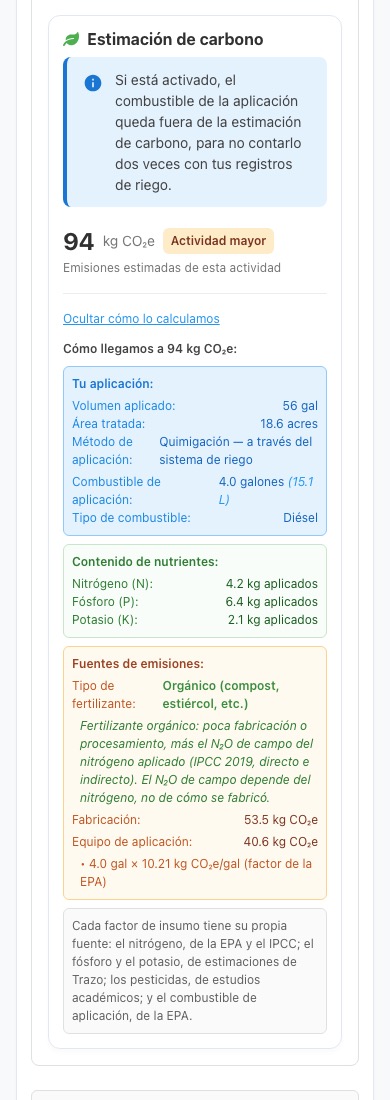 Estimación de carbono
Si está activado, el
combustible de la aplicación
queda fuera de la estimación
de carbono, para no contarlo
dos veces con tus registros
de riego.
94 kg CO₂e Actividad mayor
Emisiones estimadas de esta actividad
Ocultar cómo lo calculamos
Cómo llegamos a 94 kg CO₂e:
Tu aplicación:
Volumen aplicado: 56 gal
Área tratada: 18.6 acres
Método de aplicación: Quimigación — a través del
sistema de riego
Combustible de aplicación: 4.0 galones (15.1
L)
Tipo de combustible: Diésel
Contenido de nutrientes:
Nitrógeno (N): 4.2 kg aplicados
Fósforo (P): 6.4 kg aplicados
Potasio (K): 2.1 kg aplicados
Fuentes de emisiones:
Tipo de fertilizante: Orgánico (compost,
estiércol, etc.)
Fertilizante orgánico: poca fabricación o
procesamiento, más el N₂O de campo del
nitrógeno aplicado (IPCC 2019, directo e
indirecto). El N₂O de campo depende del
nitrógeno, no de cómo se fabricó.
Fabricación: 53.5 kg CO₂e
Equipo de aplicación: 40.6 kg CO₂e
• 4.0 gal × 10.21 kg CO₂e/gal (factor de la
EPA)
Cada factor de insumo tiene su propia
fuente: el nitrógeno, de la EPA y el IPCC; el
fósforo y el potasio, de estimaciones de
Trazo; los pesticidas, de estudios
académicos; y el combustible de
aplicación, de la EPA.